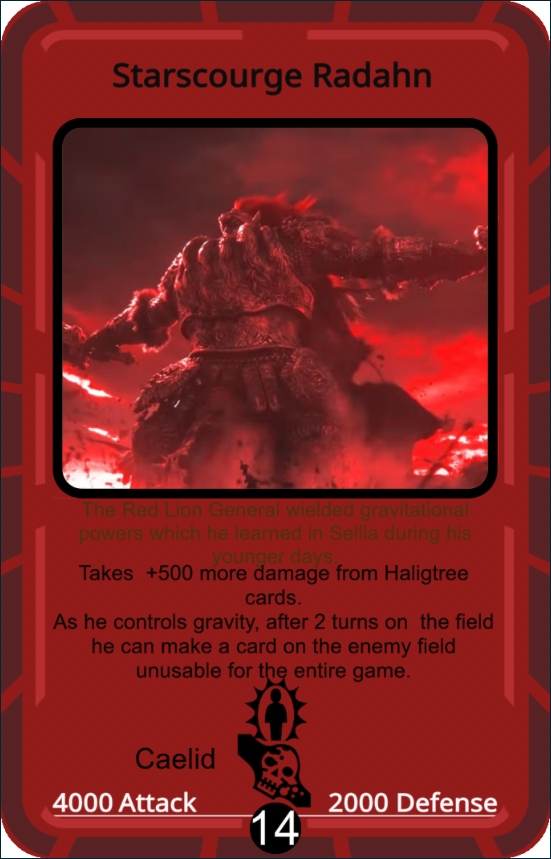 Starscourge Radahn
The Red Lion General wielded gravitational
powers which he learned in Sellia during his
younger days.
Takes  +500 more damage from Haligtree
cards.
As he controls gravity, after 2 turns on  the field
he can make a card on the enemy field
unusable for the entire game.
Caelid
4000 Attack
2000 Defense
14